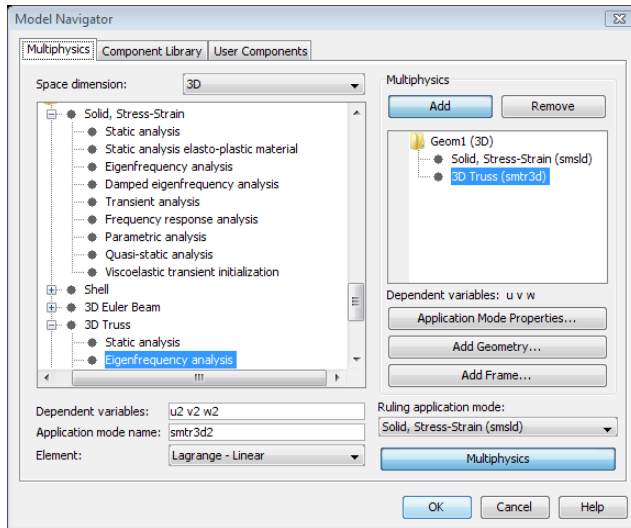 Model Navigator
Multiphysics Component Library User Components
Space dimension: 3D
Solid, Stress-Strain
Static analysis
Static analysis elasto-plastic material
Eigenfrequency analysis
Damped eigenfrequency analysis
Transient analysis
Frequency response analysis
Parametric analysis
Quasi-static analysis
Viscoelastic transient initialization
Shell
3D Euler Beam
3D Truss
Static analysis
Eigenfrequency analysis
Dependent variables: u2 v2 w2
Application mode name: smtr3d2
Element: Lagrange - Linear
Multiphysics
Add Remove
Geom1 (3D)
Solid, Stress-Strain (smsld)
3D Truss (smtr3d)
Dependent variables: u v w
Application Mode Properties...
Add Geometry...
Add Frame...
Ruling application mode:
Solid, Stress-Strain (smsld)
Multiphysics
OK Cancel Help